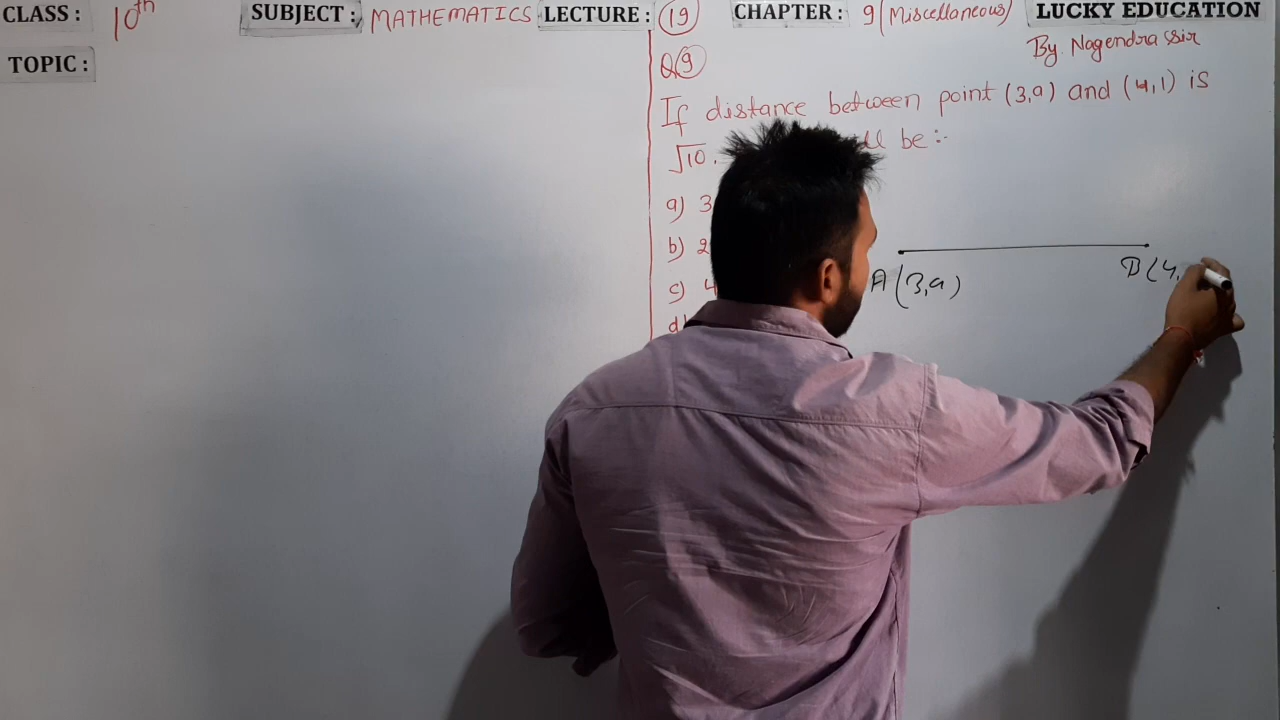 CLASS : 10th SUBJECT : MATHEMATICS LECTURE : 19 CHAPTER : 9 (Miscellaneous) LUCKY EDUCATION
By. Nagendra Sir
TOPIC :
Q 9
If distance between point (3,a) and (4,1) is
√10. be :-
a) 3
b) 2
c) 4
d)
A (3,a)
B (4,